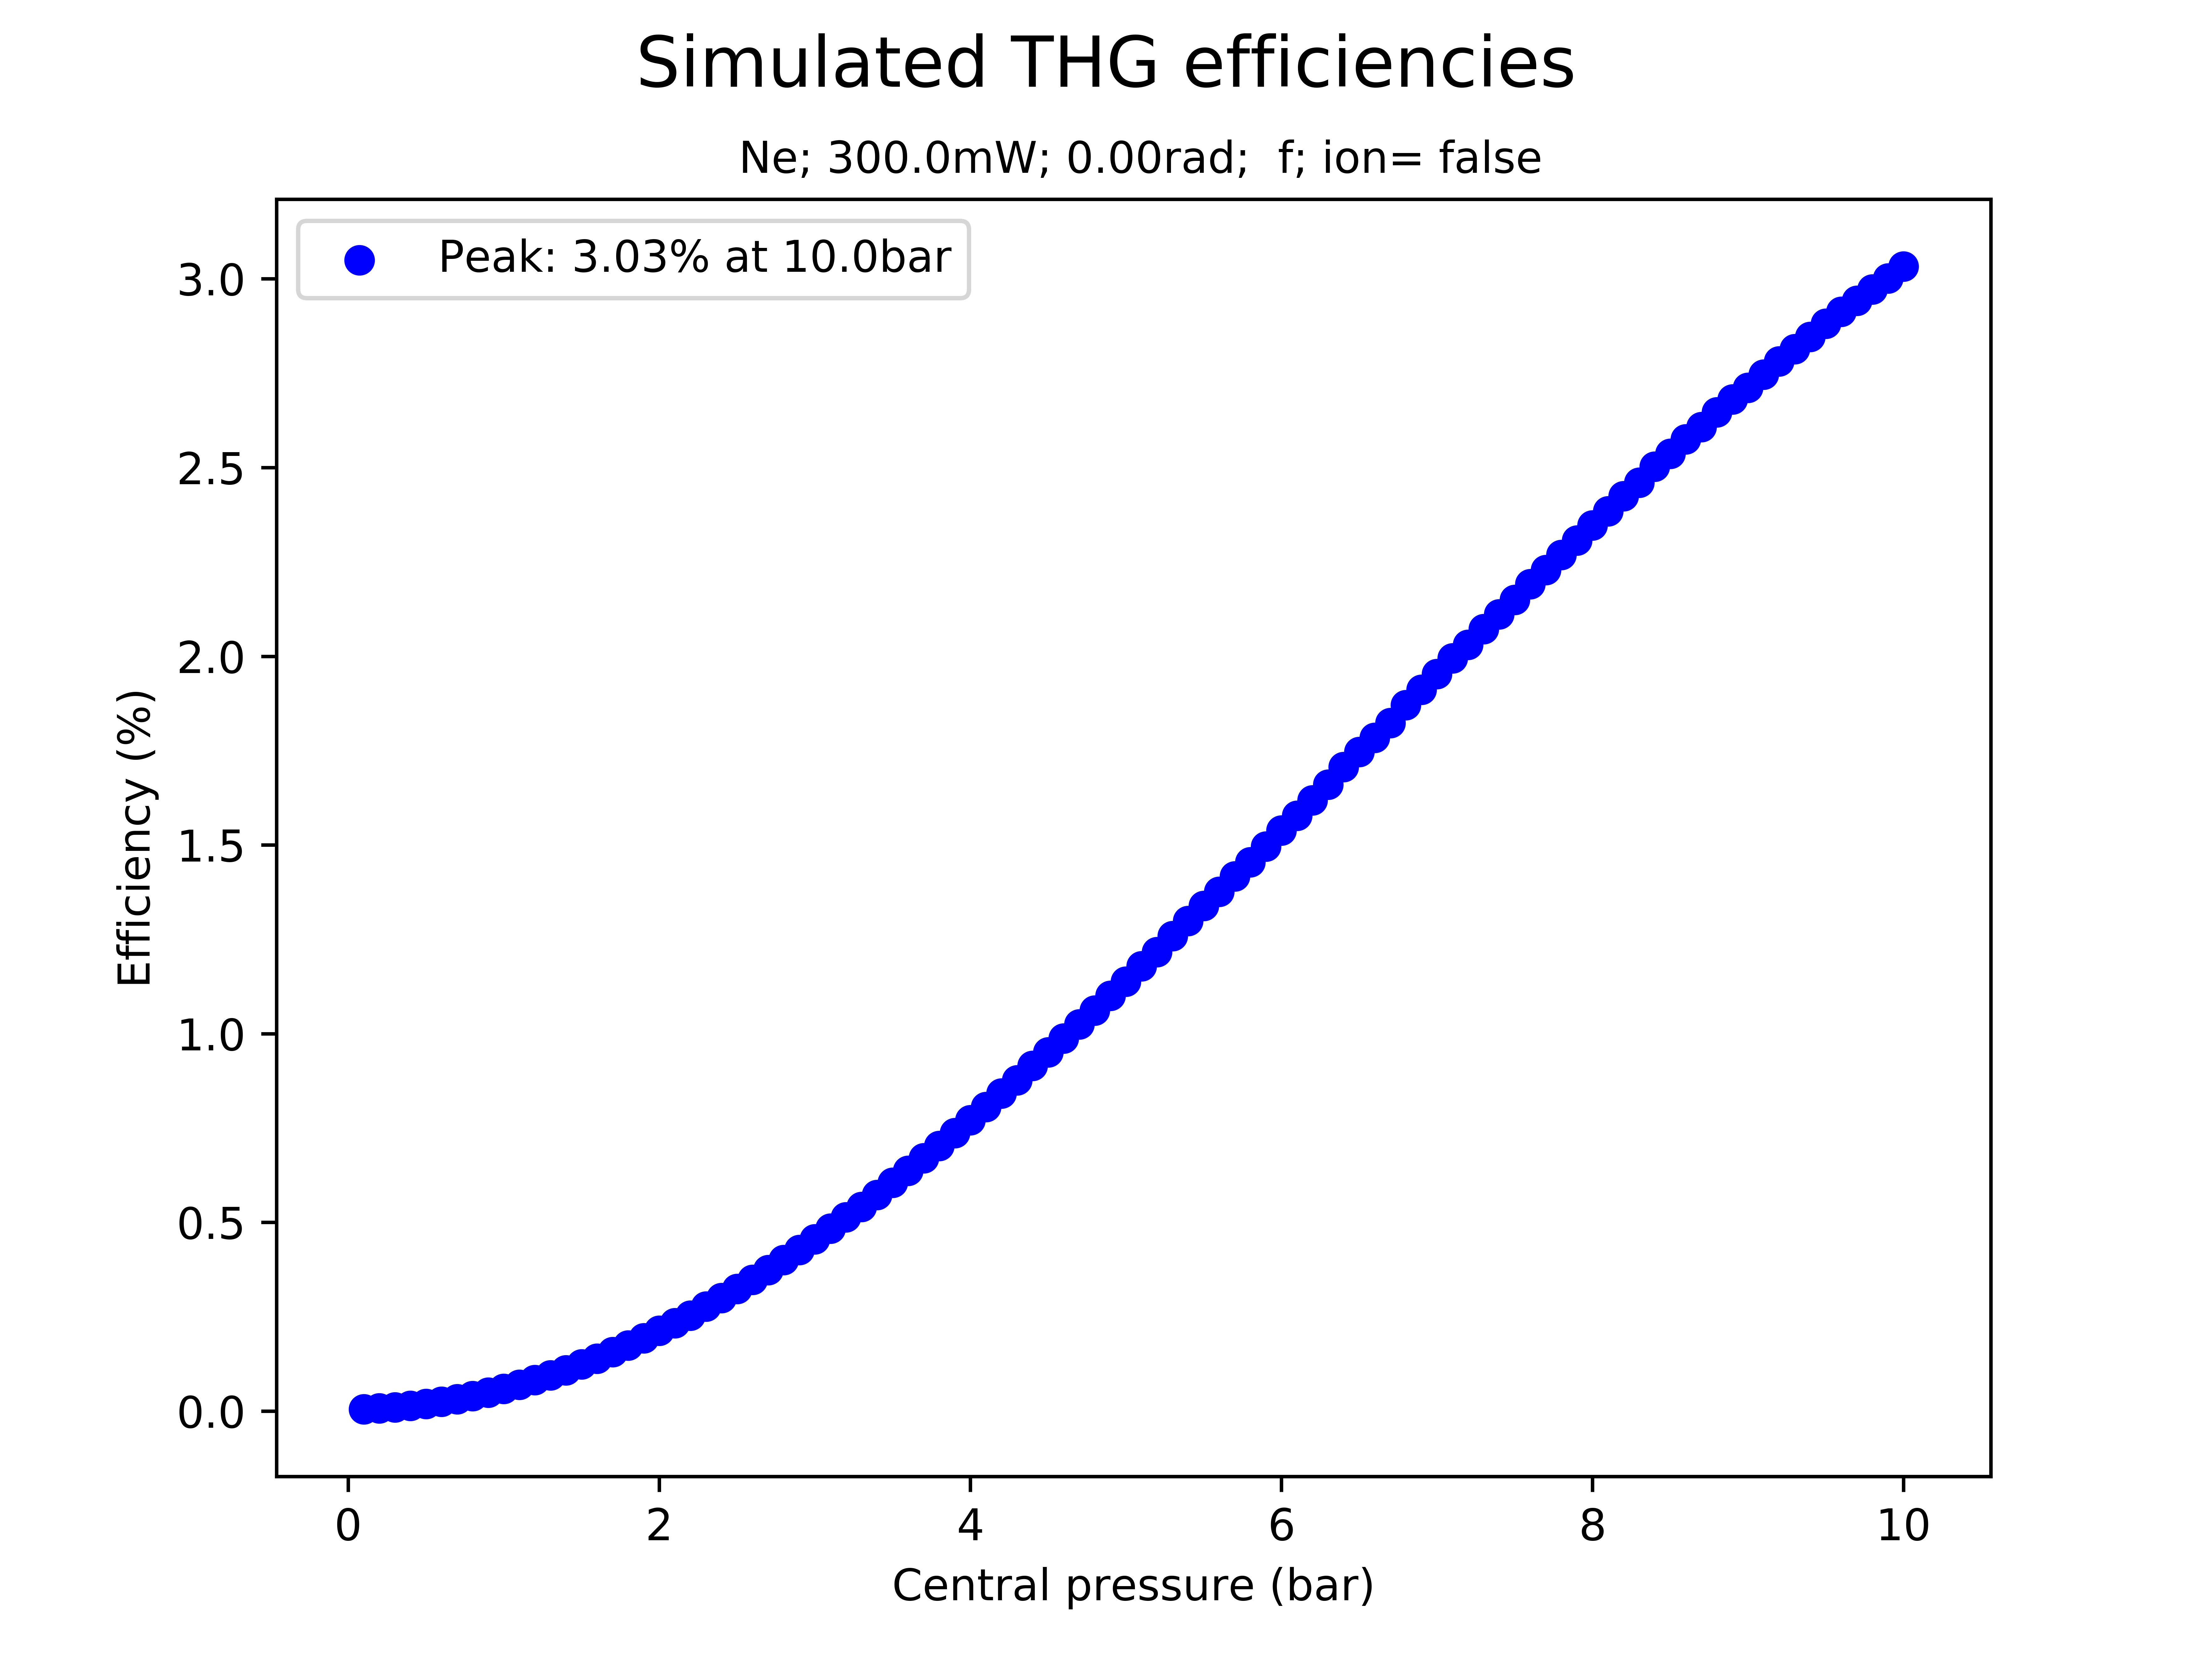 Simulated THG efficiencies
Ne; 300.0mW; 0.00rad;  f; ion= false
Peak: 3.03% at 10.0bar
3.0
2.5
2.0
1.5
1.0
0.5
0.0
Efficiency (%)
0 2 4 6 8 10
Central pressure (bar)